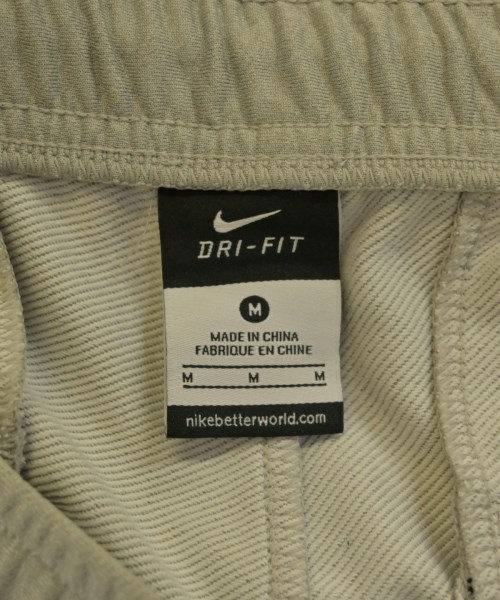 DRI-FIT
M
MADE IN CHINA
FABRIQUE EN CHINE
M M M
nikebetterworld.com